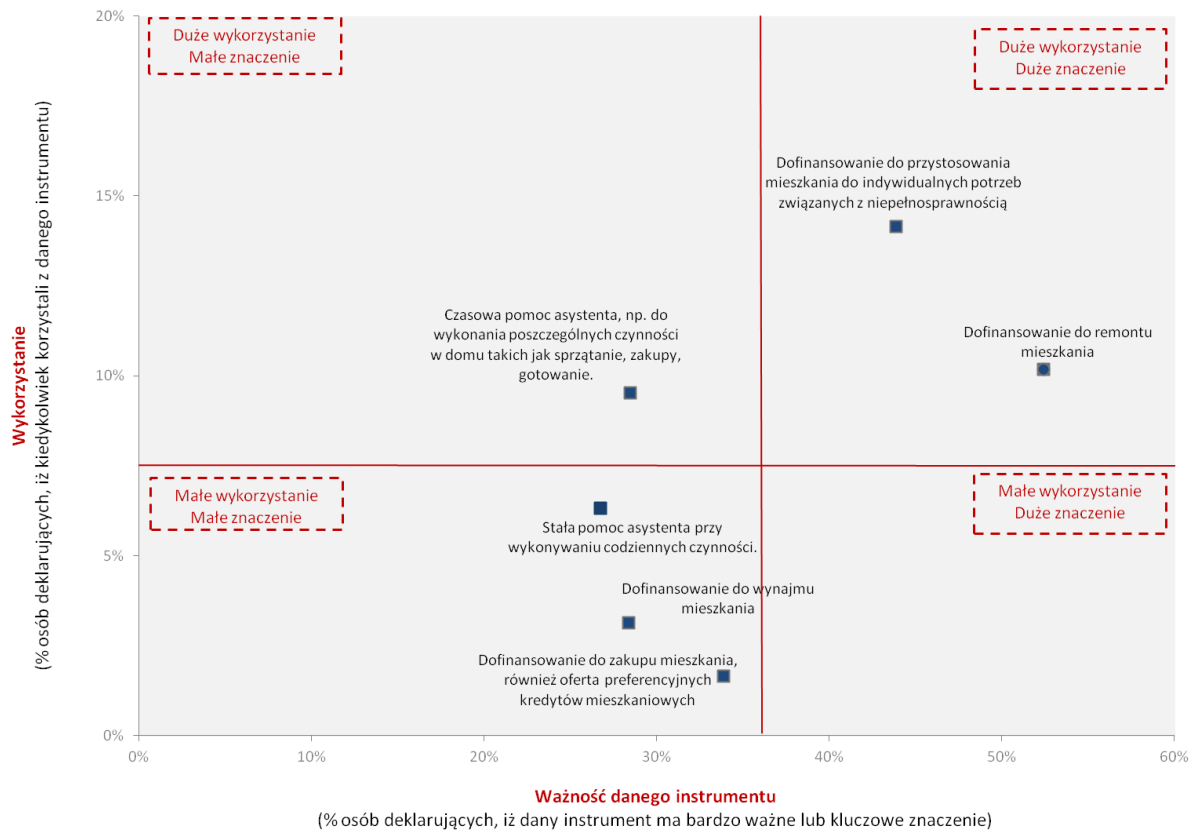 20%
15%
10%
5%
0%
Wykorzystanie
(% osób deklarujących, iż kiedykolwiek korzystali z danego instrumentu)
Duże wykorzystanie
Małe znaczenie
Duże wykorzystanie
Duże znaczenie
Dofinansowanie do przystosowania
mieszkania do indywidualnych potrzeb
związanych z niepełnosprawnością
Czasowa pomoc asystenta, np. do
wykonania poszczególnych czynności
w domu takich jak sprzątanie, zakupy,
gotowanie.
Dofinansowanie do remontu
mieszkania
Małe wykorzystanie
Małe znaczenie
Małe wykorzystanie
Duże znaczenie
Stała pomoc asystenta przy
wykonywaniu codziennych czynności.
Dofinansowanie do wynajmu
mieszkania
Dofinansowanie do zakupu mieszkania,
również oferta preferencyjnych
kredytów mieszkaniowych
0%
10%
20%
30%
40%
50%
60%
Ważność danego instrumentu
(% osób deklarujących, iż dany instrument ma bardzo ważne lub kluczowe znaczenie)